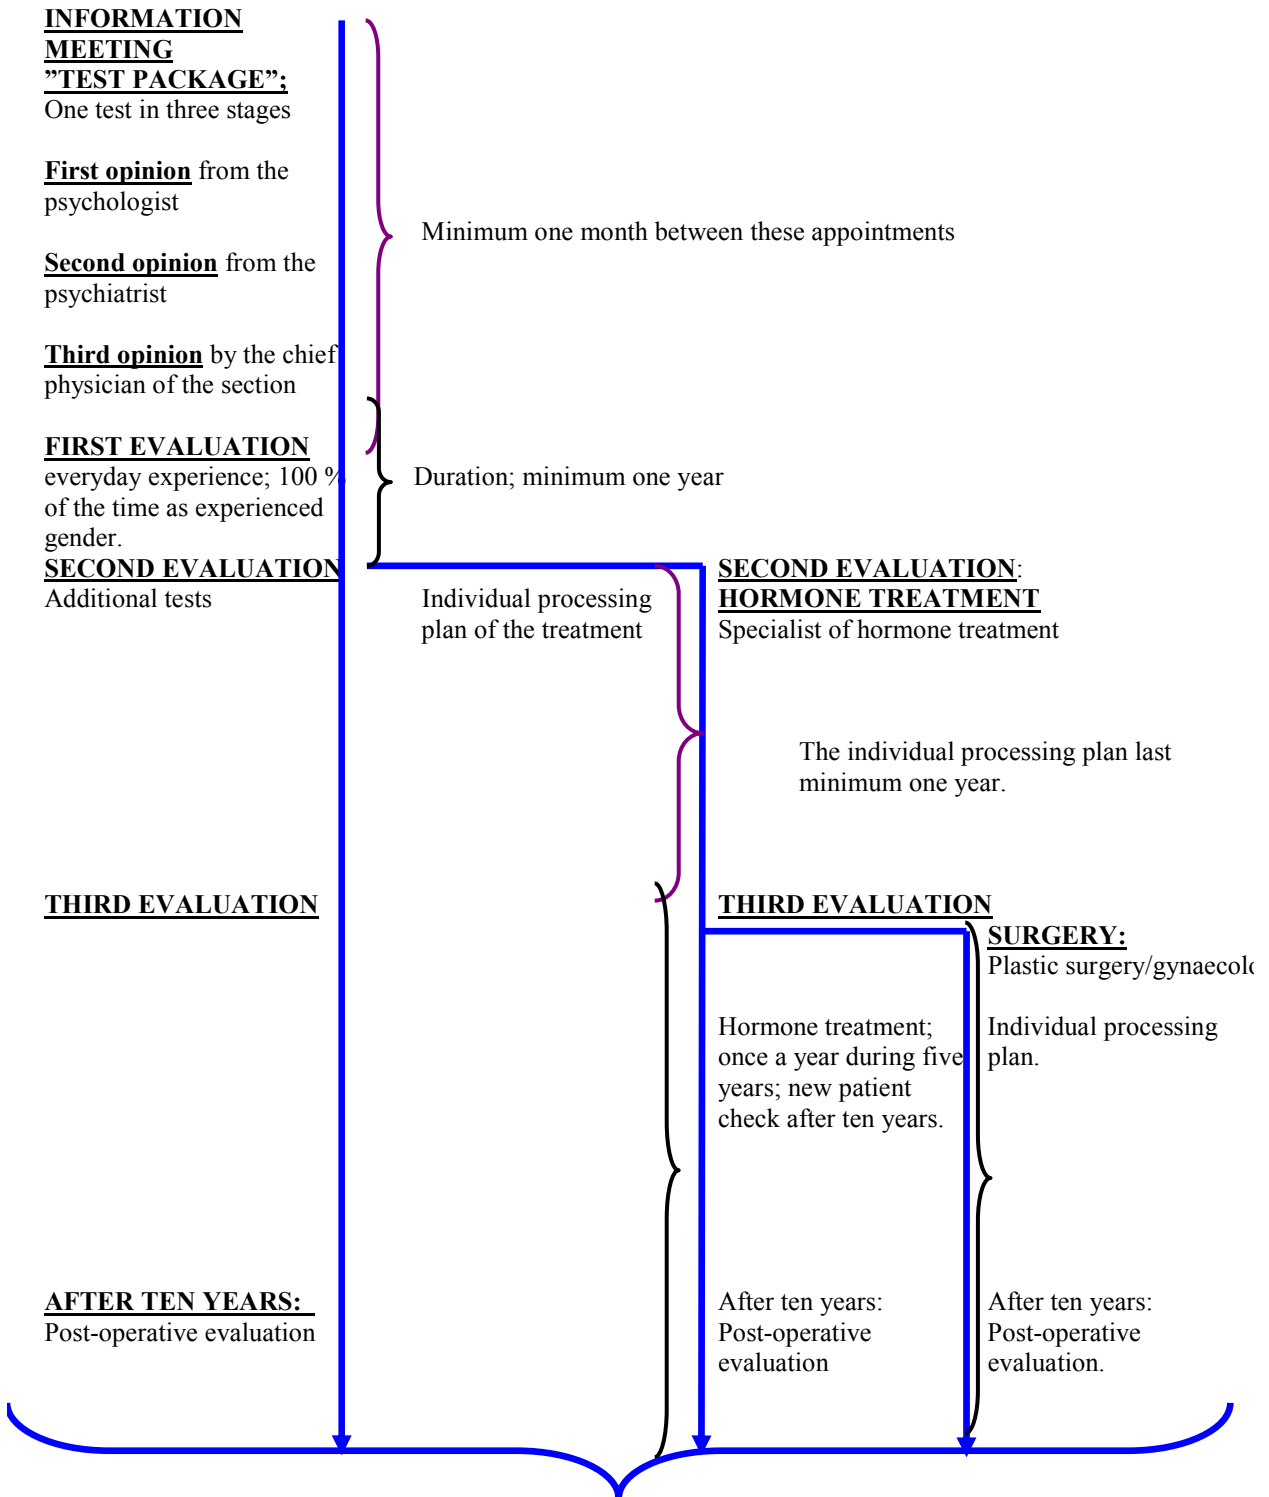 INFORMATION
MEETING
”TEST PACKAGE”;
One test in three stages
First opinion from the
psychologist
Minimum one month between these appointments
Second opinion from the
psychiatrist
Third opinion by the chief
physician of the section
FIRST EVALUATION
everyday experience; 100 %
of the time as experienced
gender.
Duration; minimum one year
SECOND EVALUATION
Additional tests
Individual processing
plan of the treatment
SECOND EVALUATION:
HORMONE TREATMENT
Specialist of hormone treatment
The individual processing plan last
minimum one year.
THIRD EVALUATION
THIRD EVALUATION
SURGERY:
Plastic surgery/gynaecolo
Hormone treatment;
once a year during five
years; new patient
check after ten years.
Individual processing
plan.
AFTER TEN YEARS:
Post-operative evaluation
After ten years:
Post-operative
evaluation
After ten years:
Post-operative
evaluation.